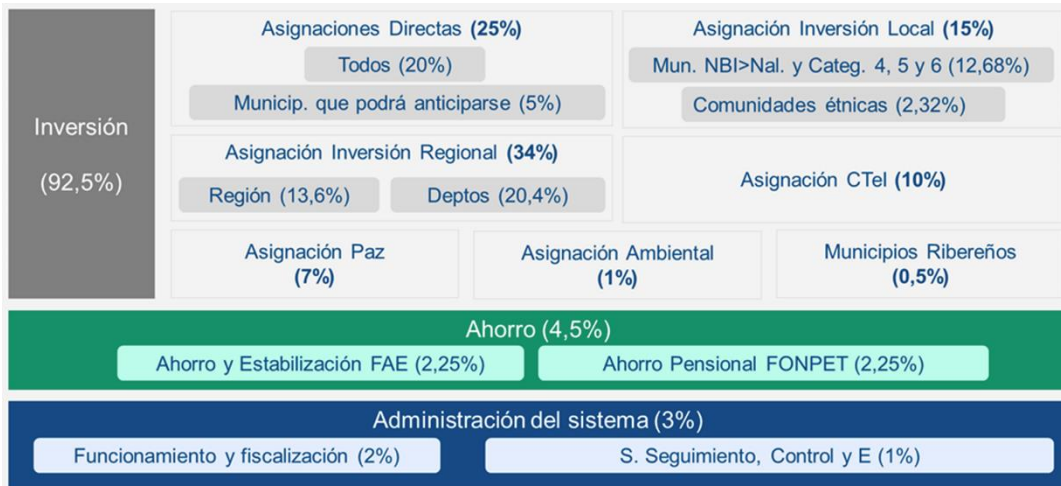 Inversión
(92,5%)
Asignaciones Directas (25%)
Todos (20%)
Municip. que podrá anticiparse (5%)
Asignación Inversión Local (15%)
Mun. NBI>Nal. y Categ. 4, 5 y 6 (12,68%)
Comunidades étnicas (2,32%)
Asignación Inversión Regional (34%)
Región (13,6%)
Deptos (20,4%)
Asignación CTeI (10%)
Asignación Paz
(7%)
Asignación Ambiental
(1%)
Municipios Ribereños
(0,5%)
Ahorro (4,5%)
Ahorro y Estabilización FAE (2,25%)
Ahorro Pensional FONPET (2,25%)
Administración del sistema (3%)
Funcionamiento y fiscalización (2%)
S. Seguimiento, Control y E (1%)